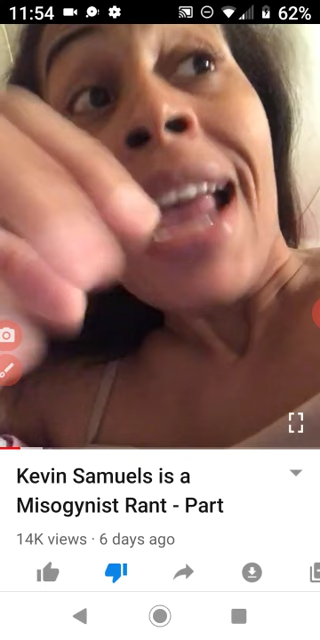 11:54
62%
Kevin Samuels is a
Misogynist Rant - Part
14K views · 6 days ago